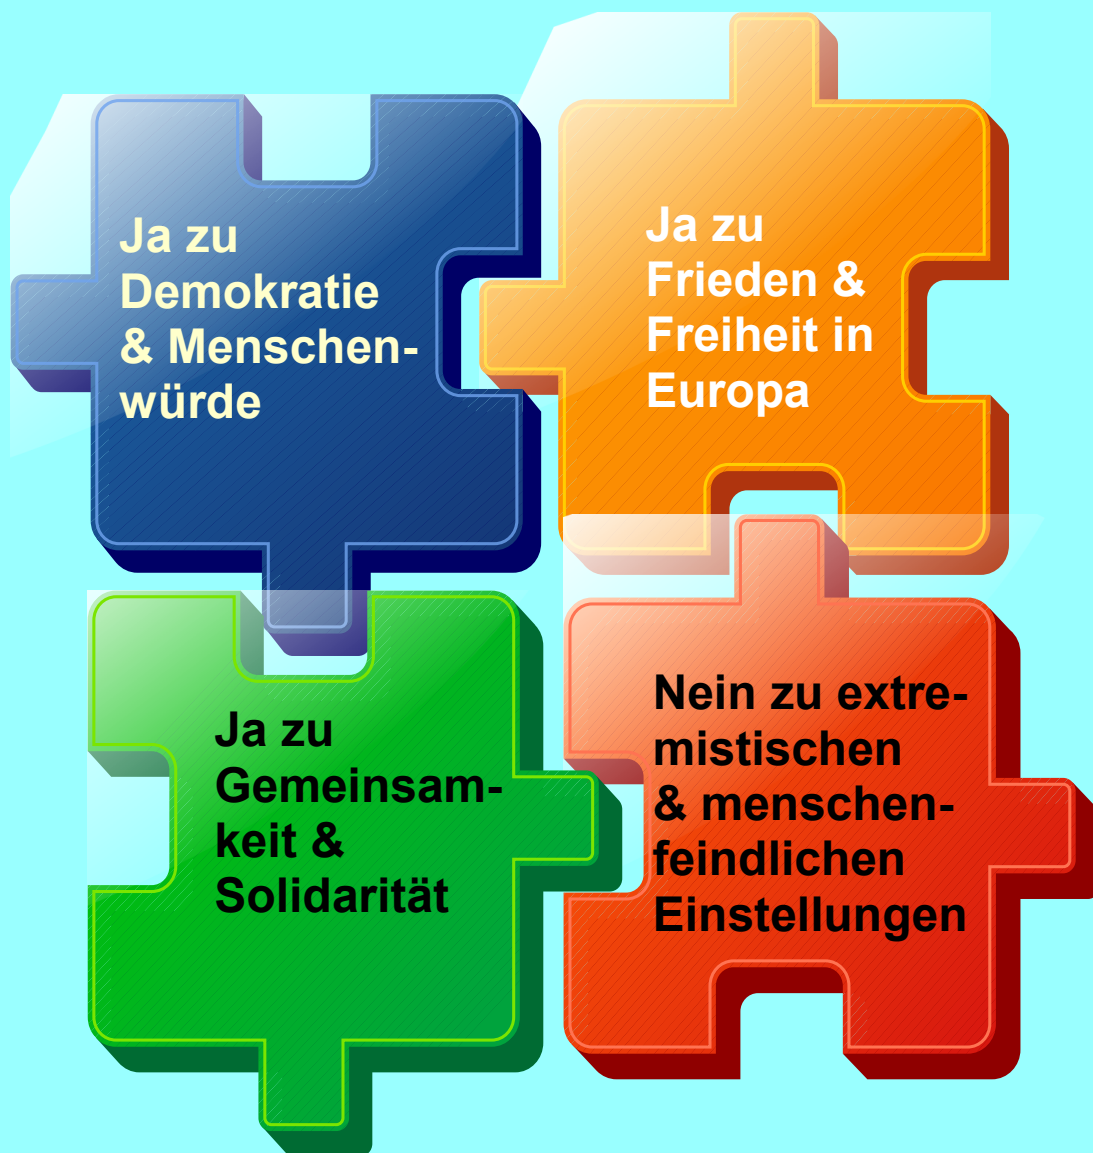 Ja zu
Demokratie
& Menschen-
würde
Ja zu
Frieden &
Freiheit in
Europa
Ja zu
Gemeinsam-
keit &
Solidarität
Nein zu extre-
mistischen
& menschen-
feindlichen
Einstellungen